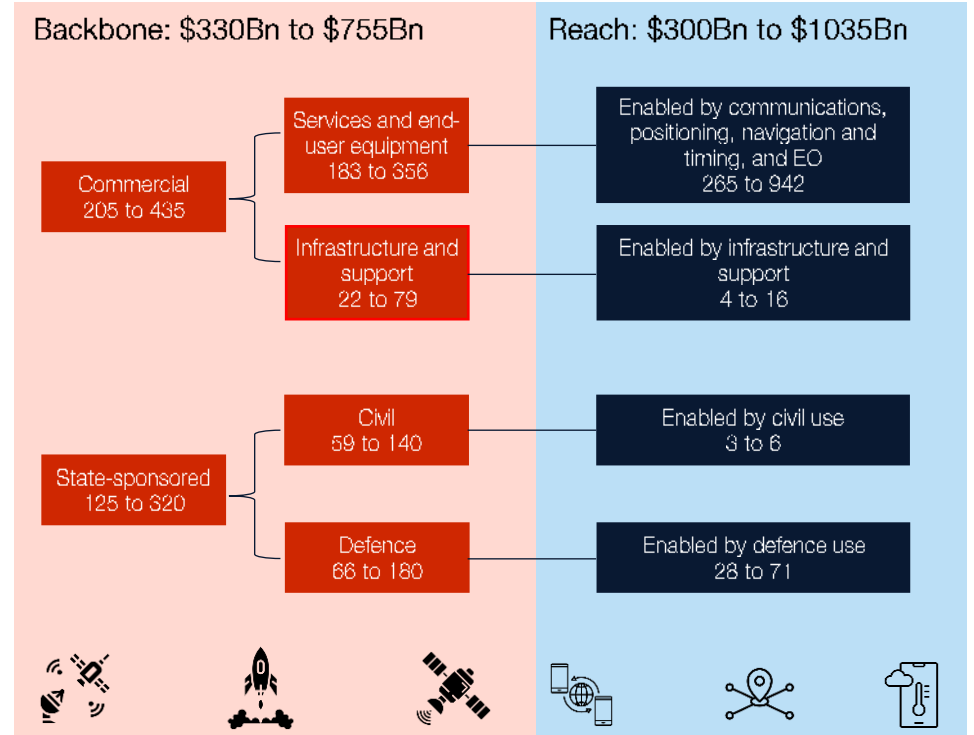 Backbone: $330Bn to $755Bn
Reach: $300Bn to $1035Bn
Commercial
205 to 435
Services and end-
user equipment
183 to 356
Enabled by communications,
positioning, navigation and
timing, and EO
265 to 942
Infrastructure and
support
22 to 79
Enabled by infrastructure and
support
4 to 16
State-sponsored
125 to 320
Civil
59 to 140
Enabled by civil use
3 to 6
Defence
66 to 180
Enabled by defence use
28 to 71